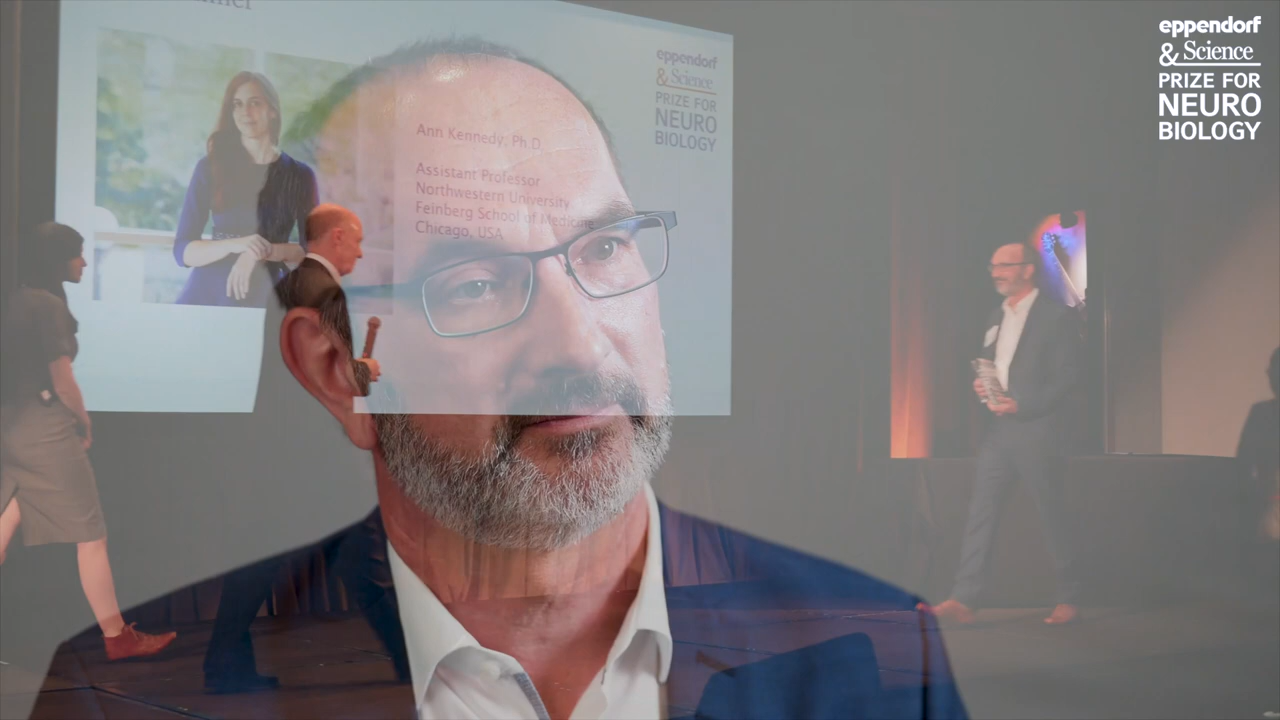 Ann Kennedy, Ph.D.
Assistant Professor
Northwestern University
Feinberg School of Medicine
Chicago, USA
eppendorf
& Science
PRIZE FOR
NEURO
BIOLOGY
eppendorf
& Science
PRIZE FOR
NEURO
BIOLOGY